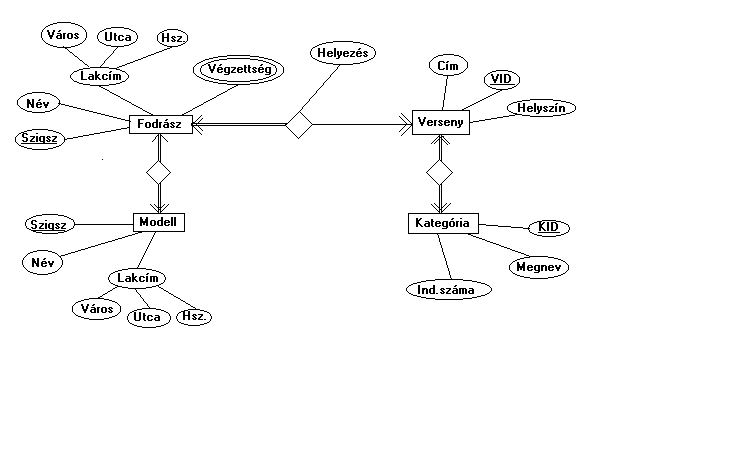 Város
Utca
Hsz.
Lakcím
Végzettség
Helyezés
Cím
VID
Helyszín
Név
Szigsz
Fodrász
Verseny
Szigsz
Név
Modell
Lakcím
Város
Utca
Hsz.
Kategória
KID
Megnev
Ind.száma